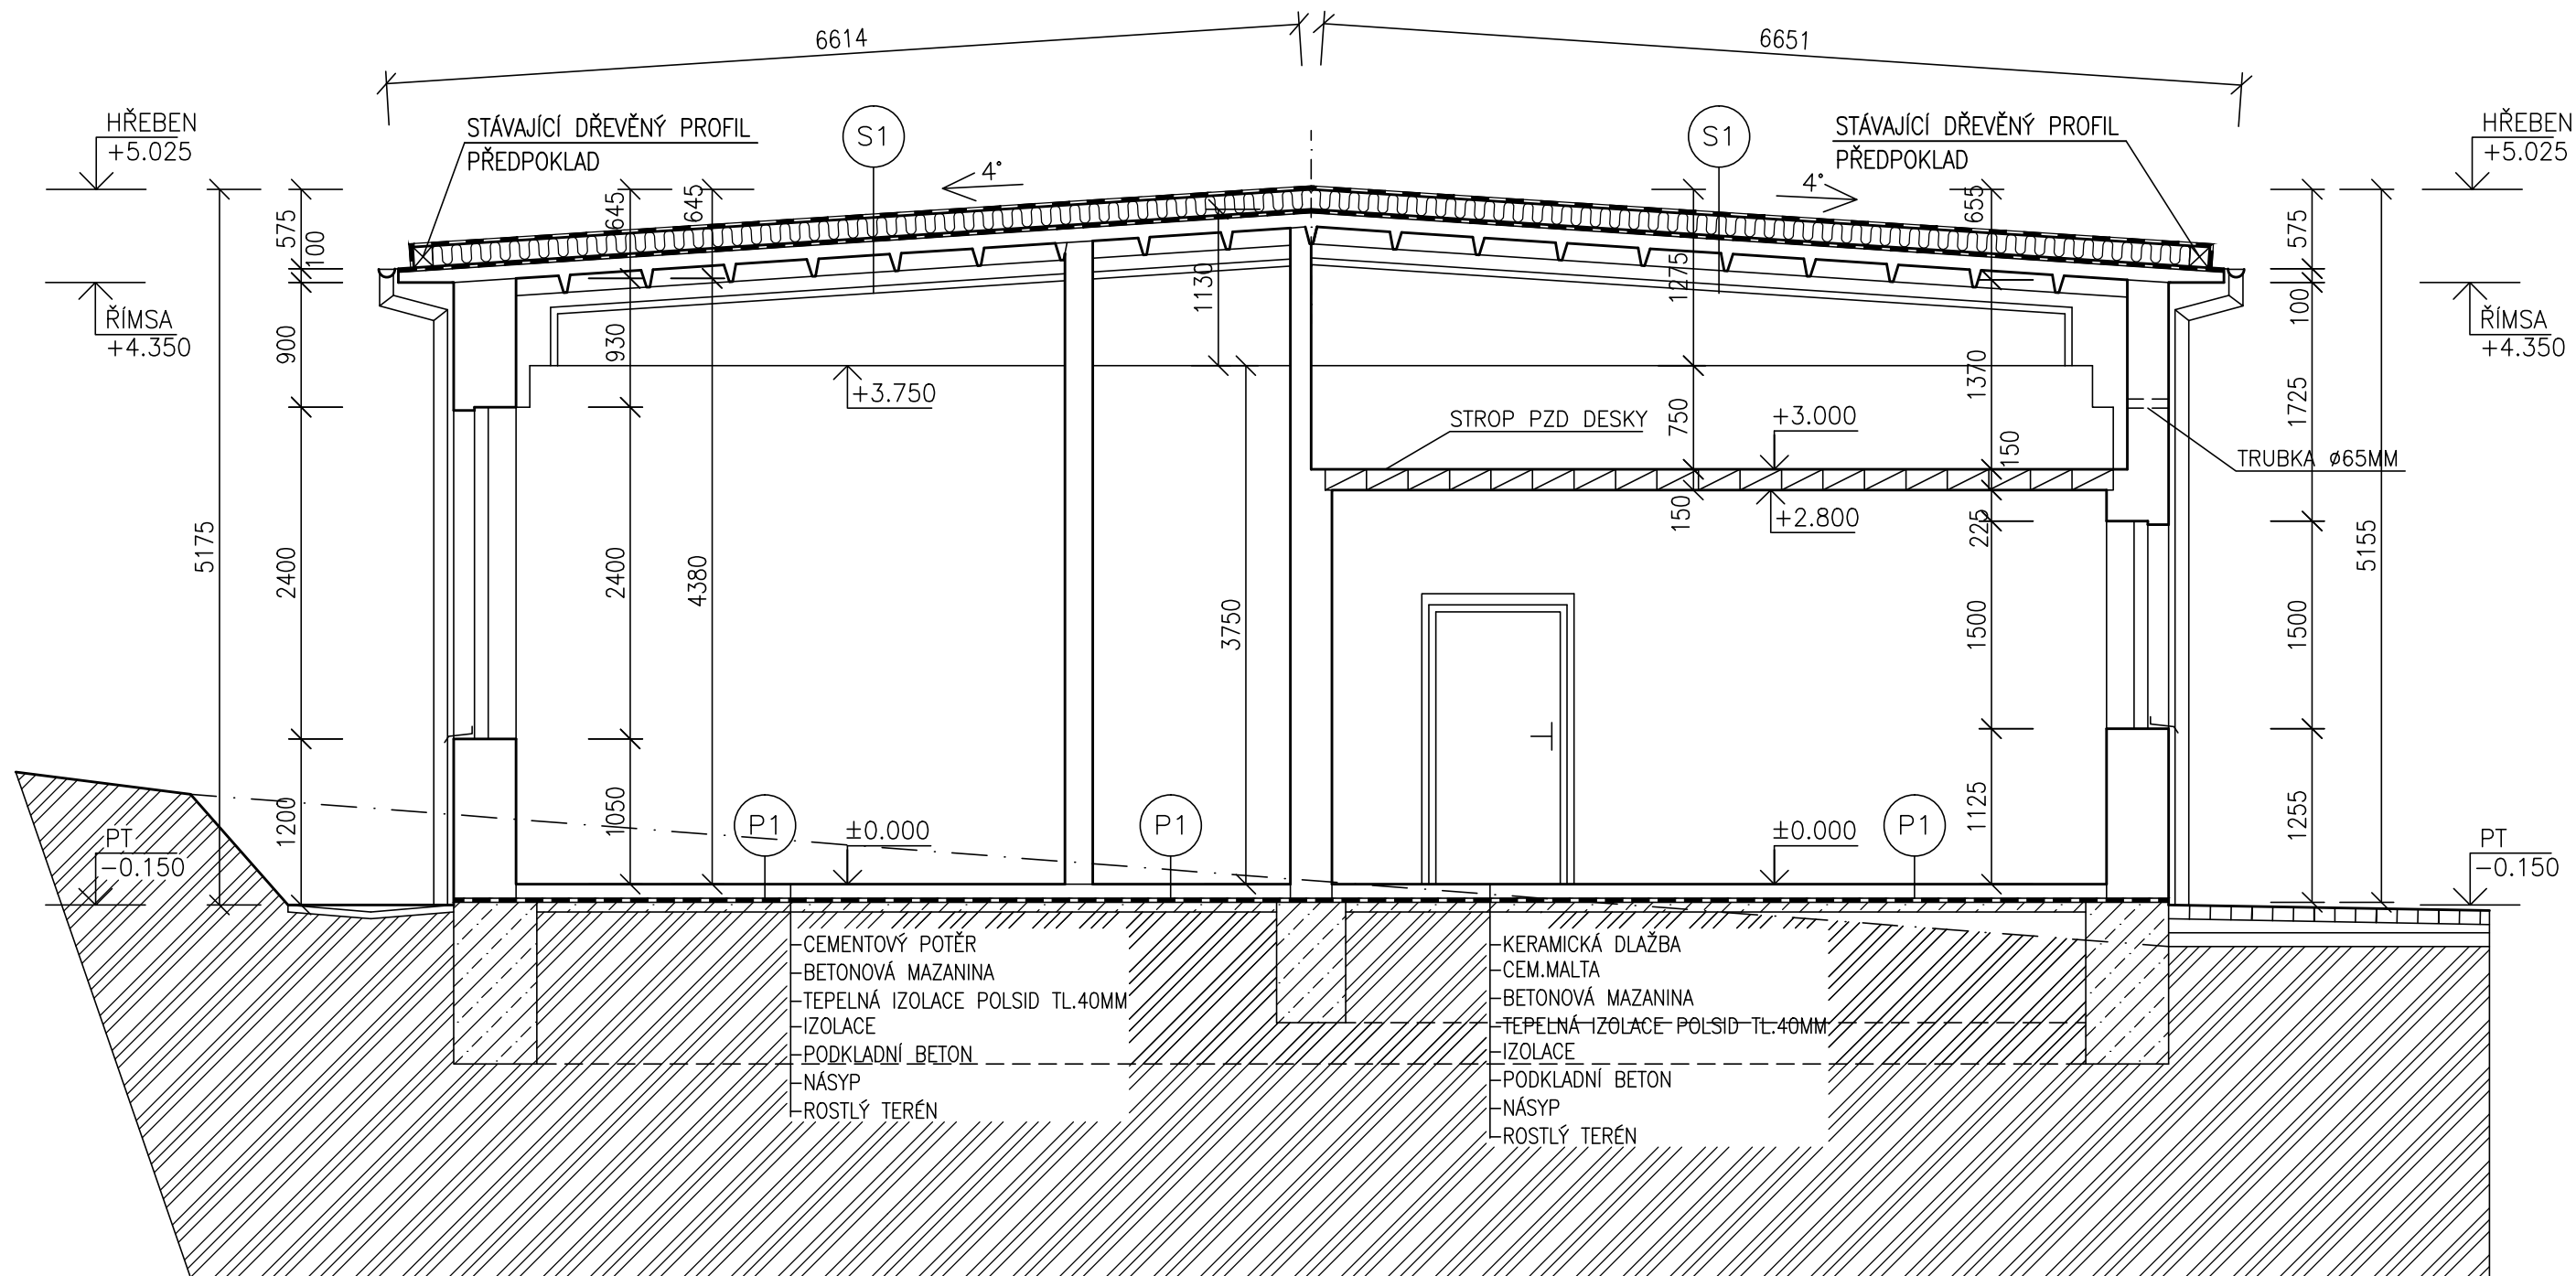 6614
6651
HŘEBEN
+5.025
STÁVAJÍCÍ DŘEVĚNÝ PROFIL
PŘEDPOKLAD
S1
4°
S1
4°
STÁVAJÍCÍ DŘEVĚNÝ PROFIL
PŘEDPOKLAD
HŘEBEN
+5.025
575
100
645
645
1130
1275
655
575
100
ŘÍMSA
+4.350
ŘÍMSA
+4.350
900
930
+3.750
STROP PZD DESKY
750
+3.000
1370
150
1725
TRUBKA ø65MM
150
+2.800
225
5175
2400
2400
4380
3750
1500
1500
5155
1200
1050
P1
±0.000
P1
±0.000
P1
1125
1255
PT
-0.150
PT
-0.150
CEMENTOVÝ POTĚR
BETONOVÁ MAZANINA
TEPELNÁ IZOLACE POLSID TL.40MM
IZOLACE
PODKLADNÍ BETON
NÁSYP
ROSTLÝ TERÉN
KERAMICKÁ DLAŽBA
CEM.MALTA
BETONOVÁ MAZANINA
TEPELNÁ IZOLACE POLSID TL.40MM
IZOLACE
PODKLADNÍ BETON
NÁSYP
ROSTLÝ TERÉN